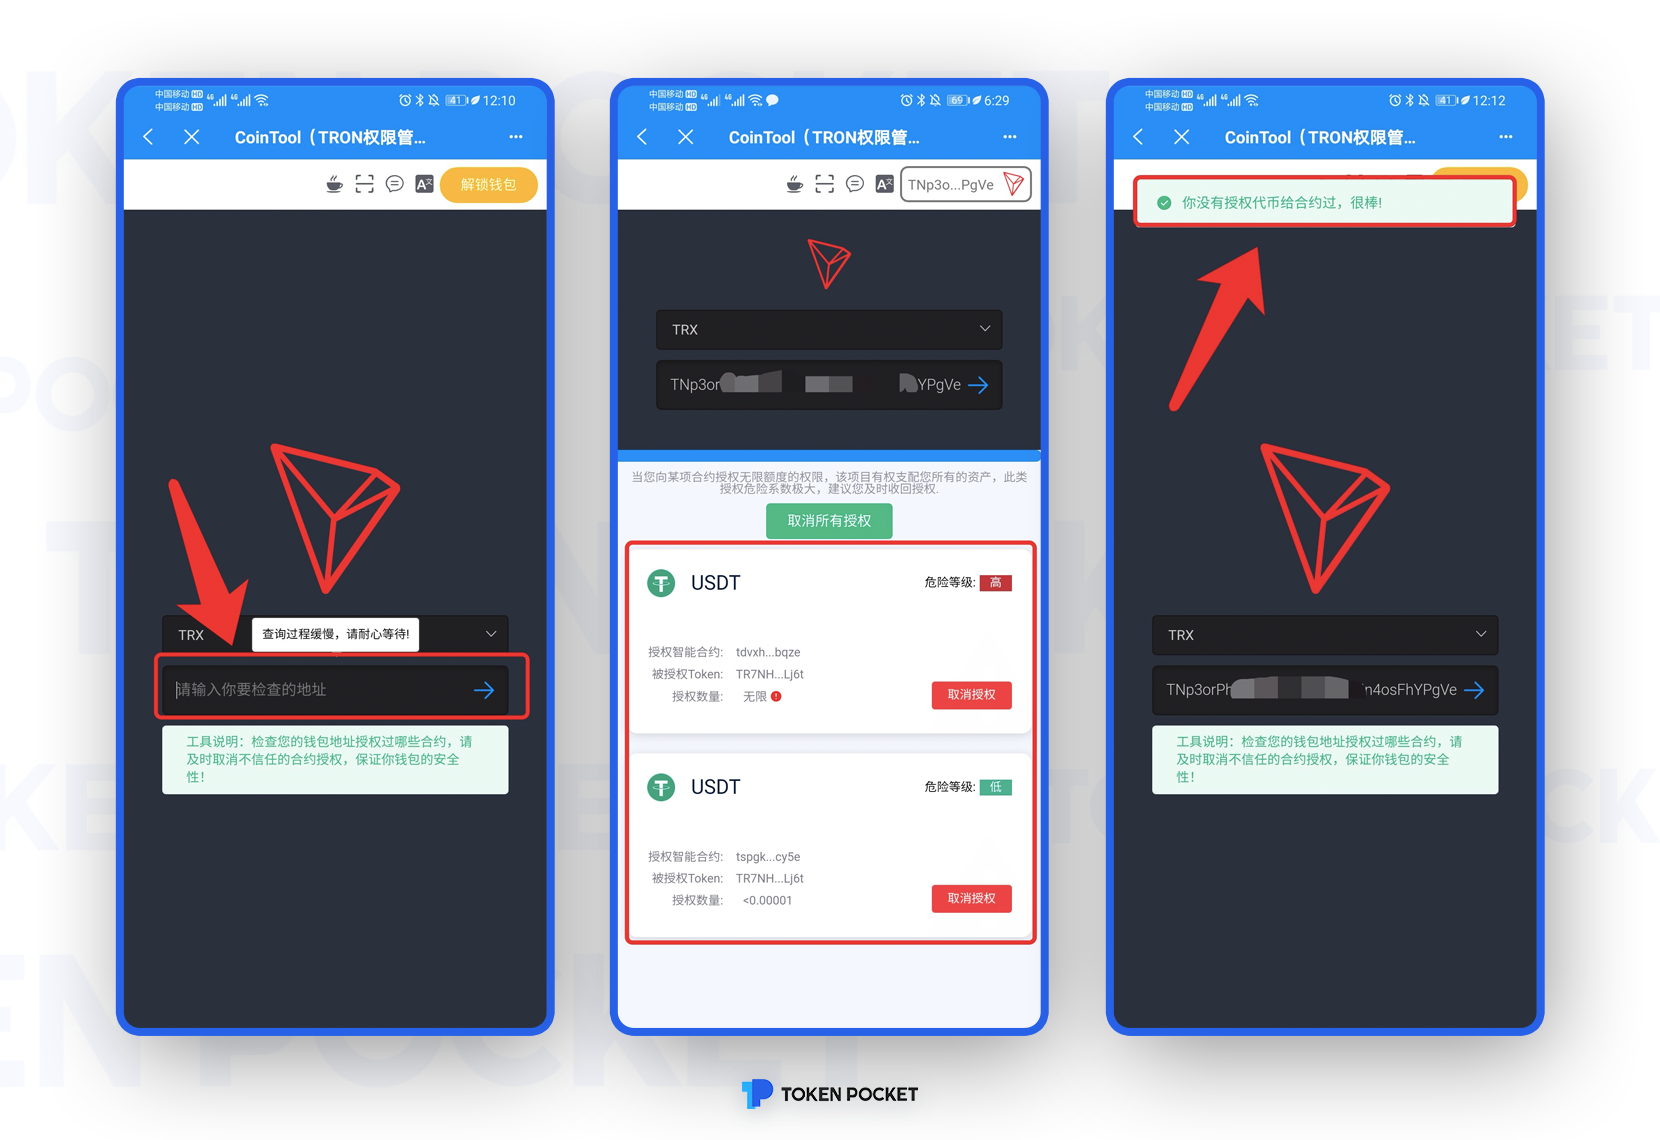 中国移动 HD 4G 4G
中国移动 HD
41 12:10
CoinTool（TRON权限管...
解锁钱包
TRX
查询过程缓慢，请耐心等待!
请输入你要检查的地址
工具说明：检查您的钱包地址授权过哪些合约，请
及时取消不信任的合约授权，保证你钱包的安全
性！
中国移动 HD 4G 4G
中国移动 HD
69 6:29
CoinTool（TRON权限管...
TNp3o...PgVe
TRX
TNp3or
YPgVe
当您向某项合约授权无限额度的权限，该项目有权支配您所有的资产，此类
授权危险系数极大，建议您及时收回授权.
取消所有授权
USDT
危险等级: 高
授权智能合约: tdvxh...bqze
被授权Token: TR7NH...Lj6t
授权数量: 无限
取消授权
USDT
危险等级: 低
授权智能合约: tspgk...cy5e
被授权Token: TR7NH...Lj6t
授权数量: <0.00001
取消授权
中国移动 HD 4G 4G
中国移动 HD
41 12:12
CoinTool（TRON权限管...
你没有授权代币给合约过，很棒!
TRX
TNp3orPh
n4osFhYPgVe
工具说明：检查您的钱包地址授权过哪些合约，请
及时取消不信任的合约授权，保证你钱包的安全
性！
TOKEN POCKET